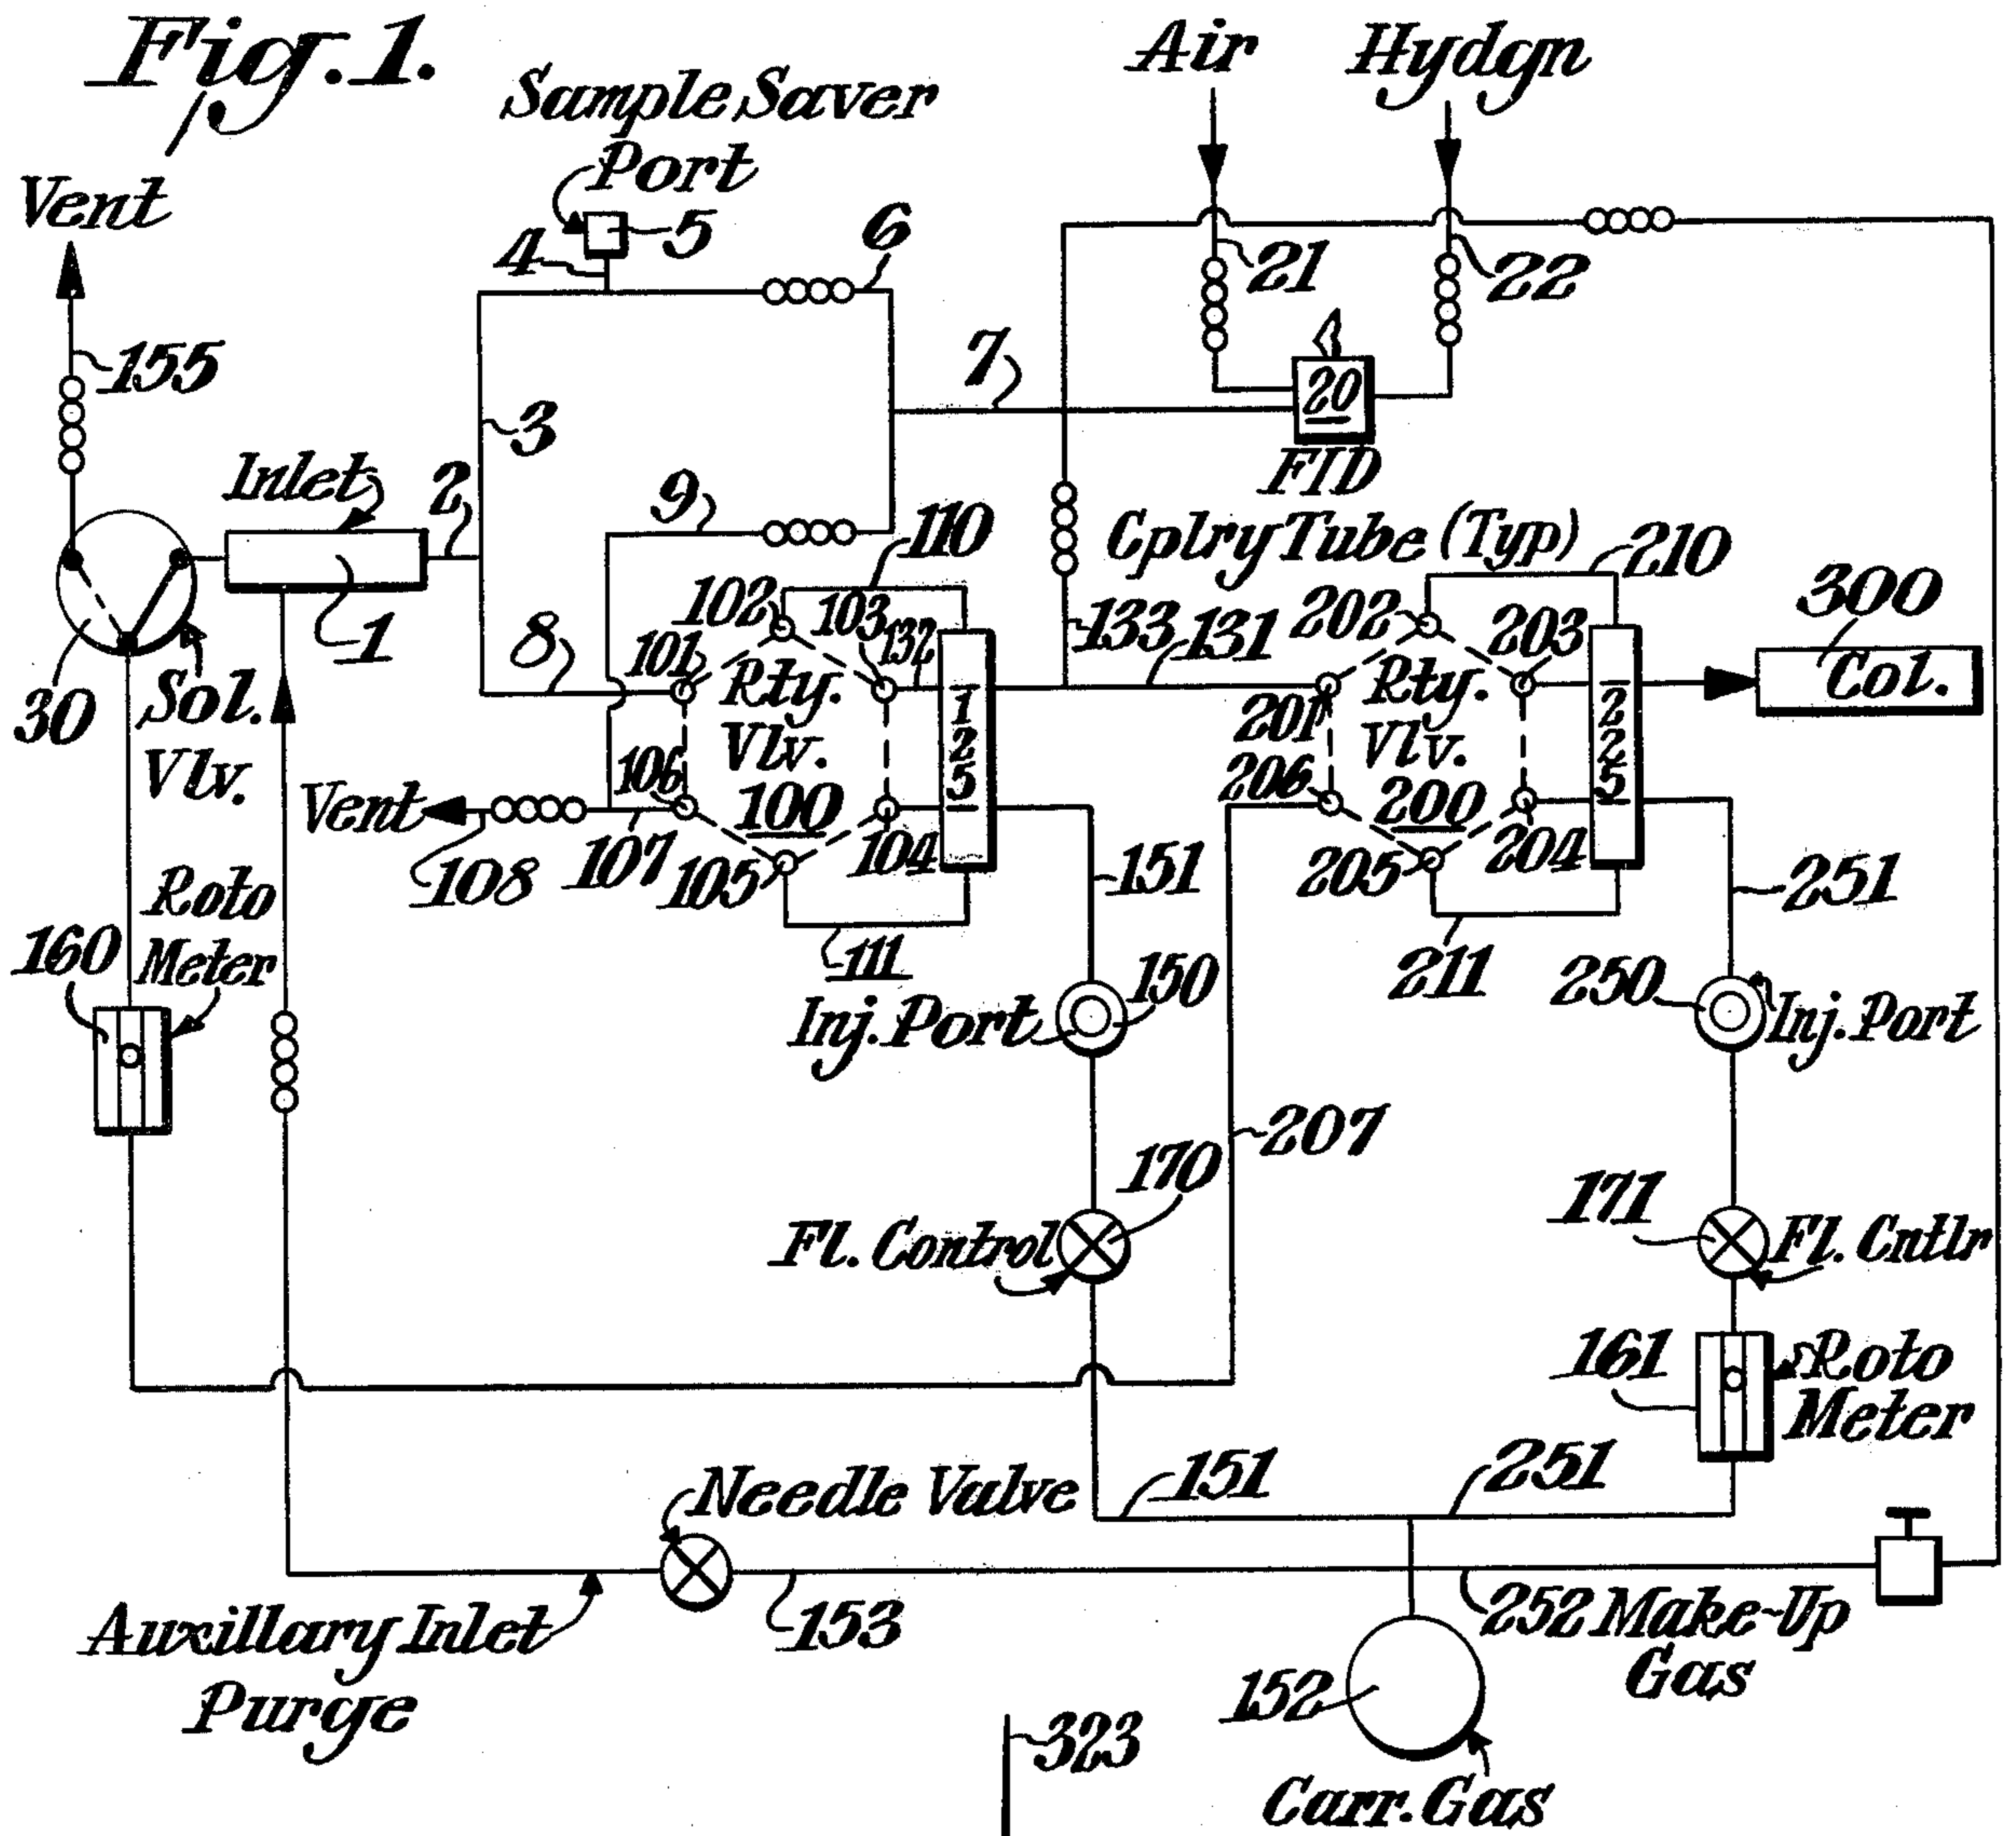 Fig. 1.
Air
Hydgn
Sample Saver
Port
Vent
5
4
6
21
22
155
7
3
20
FID
Inlet
2
9
110
Cplry Tube (Typ)
210
300
102
103
132
133
131
202
203
1
8
101
Rty.
Vlv.
100
125
201
Rty.
Vlv.
200
225
Col.
30
Sol.
Vlv.
106
206
Vent
108
107
105
104
151
205
204
251
Roto
Meter
160
111
211
150
Inj. Port
250
Inj. Port
207
170
171
Fl. Control
Fl. Cntlr
161
Roto
Meter
Needle Valve
151
251
153
252 Make-Up
Gas
Auxillary Inlet
Purge
152
323
Carr. Gas